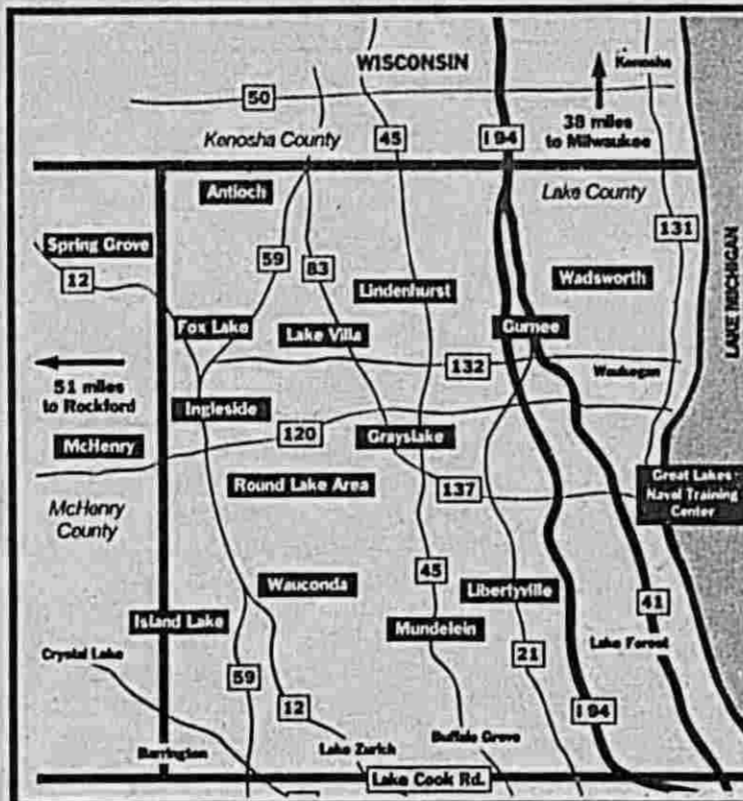 WISCONSIN
Kenosha
50
38 miles
to Milwaukee
Kenosha County
45
I 94
Antioch
Lake County
131
Spring Grove
12
59
83
Lindenhurst
Wadsworth
LAKE MICHIGAN
Fox Lake
Lake Villa
Gurnee
51 miles
to Rockford
132
Waukegan
Ingleside
McHenry
120
Grayslake
Round Lake Area
137
Great Lakes
Naval Training
Center
McHenry
County
Wauconda
45
Libertyville
41
Island Lake
Mundelein
Lake Forest
Crystal Lake
59
21
12
I 94
Barrington
Lake Zurich
Buffalo Grove
Lake Cook Rd.